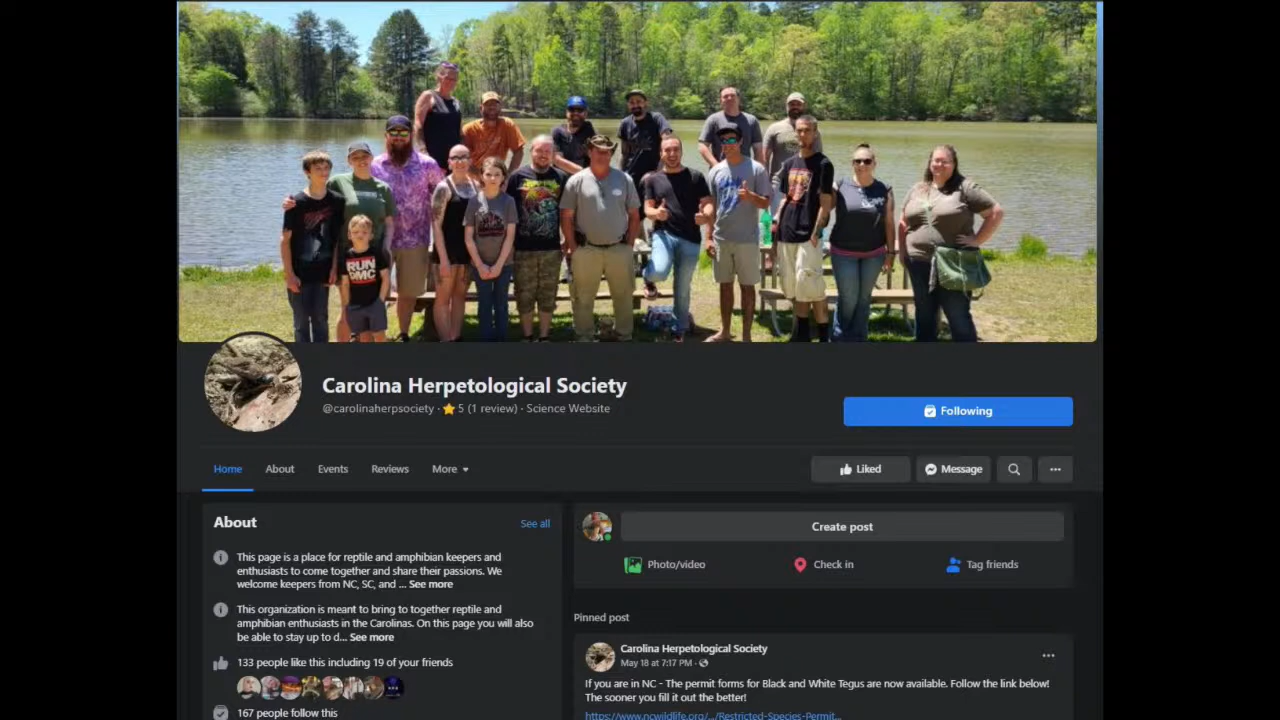 RUN
DMC
Carolina Herpetological Society
@carolinaherpsociety · 5 (1 review) · Science Website
Following
Home
About
Events
Reviews
More
Liked
Message
About
See all
This page is a place for reptile and amphibian keepers and
enthusiasts to come together and share their passions. We
welcome keepers from NC, SC, and ... See more
This organization is meant to bring to together reptile and
amphibian enthusiasts in the Carolinas. On this page you will also
be able to stay up to d... See more
133 people like this including 19 of your friends
167 people follow this
Create post
Photo/video
Check in
Tag friends
Pinned post
Carolina Herpetological Society
May 18 at 7:17 PM ·
If you are in NC - The permit forms for Black and White Tegus are now available. Follow the link below!
The sooner you fill it out the better!
https://www.ncwildlife.org/.../Restricted-Species-Permit...